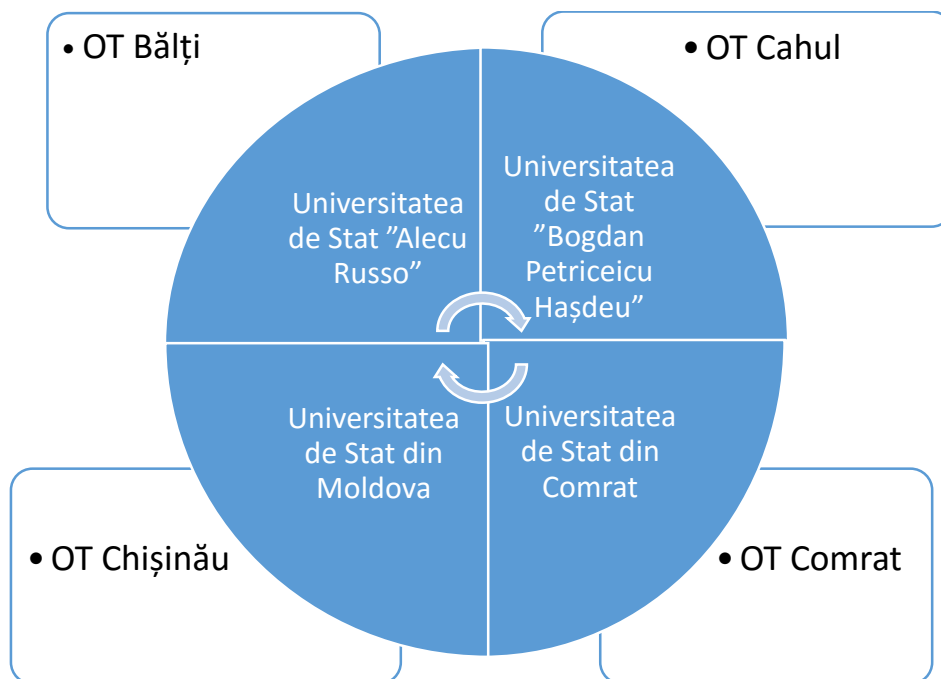 • OT Bălți
• OT Cahul
Universitatea
de Stat ”Alecu
Russo”
Universitatea
de Stat
”Bogdan
Petriceicu
Hașdeu”
Universitatea
de Stat din
Moldova
Universitatea
de Stat din
Comrat
• OT Chișinău
• OT Comrat